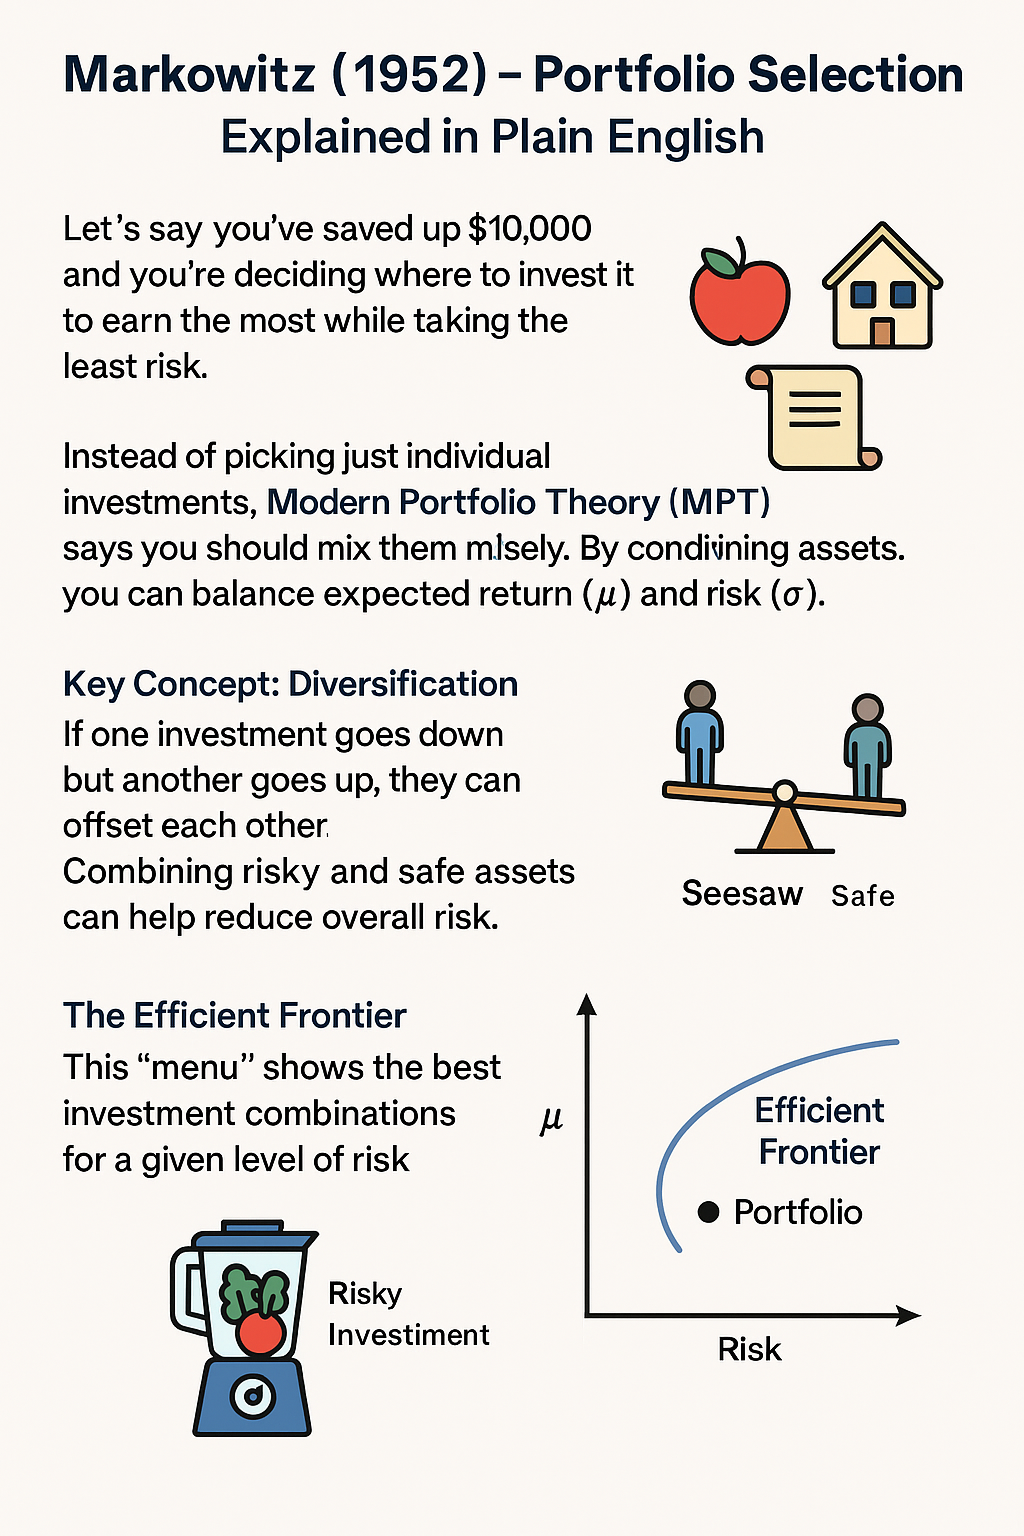 Markowitz (1952) – Portfolio Selection
Explained in Plain English
Let's say you've saved up $10,000
and you're deciding where to invest it
to earn the most while taking the
least risk.
Instead of picking just individual
investments, Modern Portfolio Theory (MPT)
says you should mix them misely. By condivining assets.
you can balance expected return (μ) and risk (σ).
Key Concept: Diversification
If one investment goes down
but another goes up, they can
offset each other.
Combining risky and safe assets
can help reduce overall risk.
Seesaw Safe
The Efficient Frontier
This “menu” shows the best
investment combinations
for a given level of risk
μ
Efficient
Frontier
Portfolio
Risk
Risky
Investiment